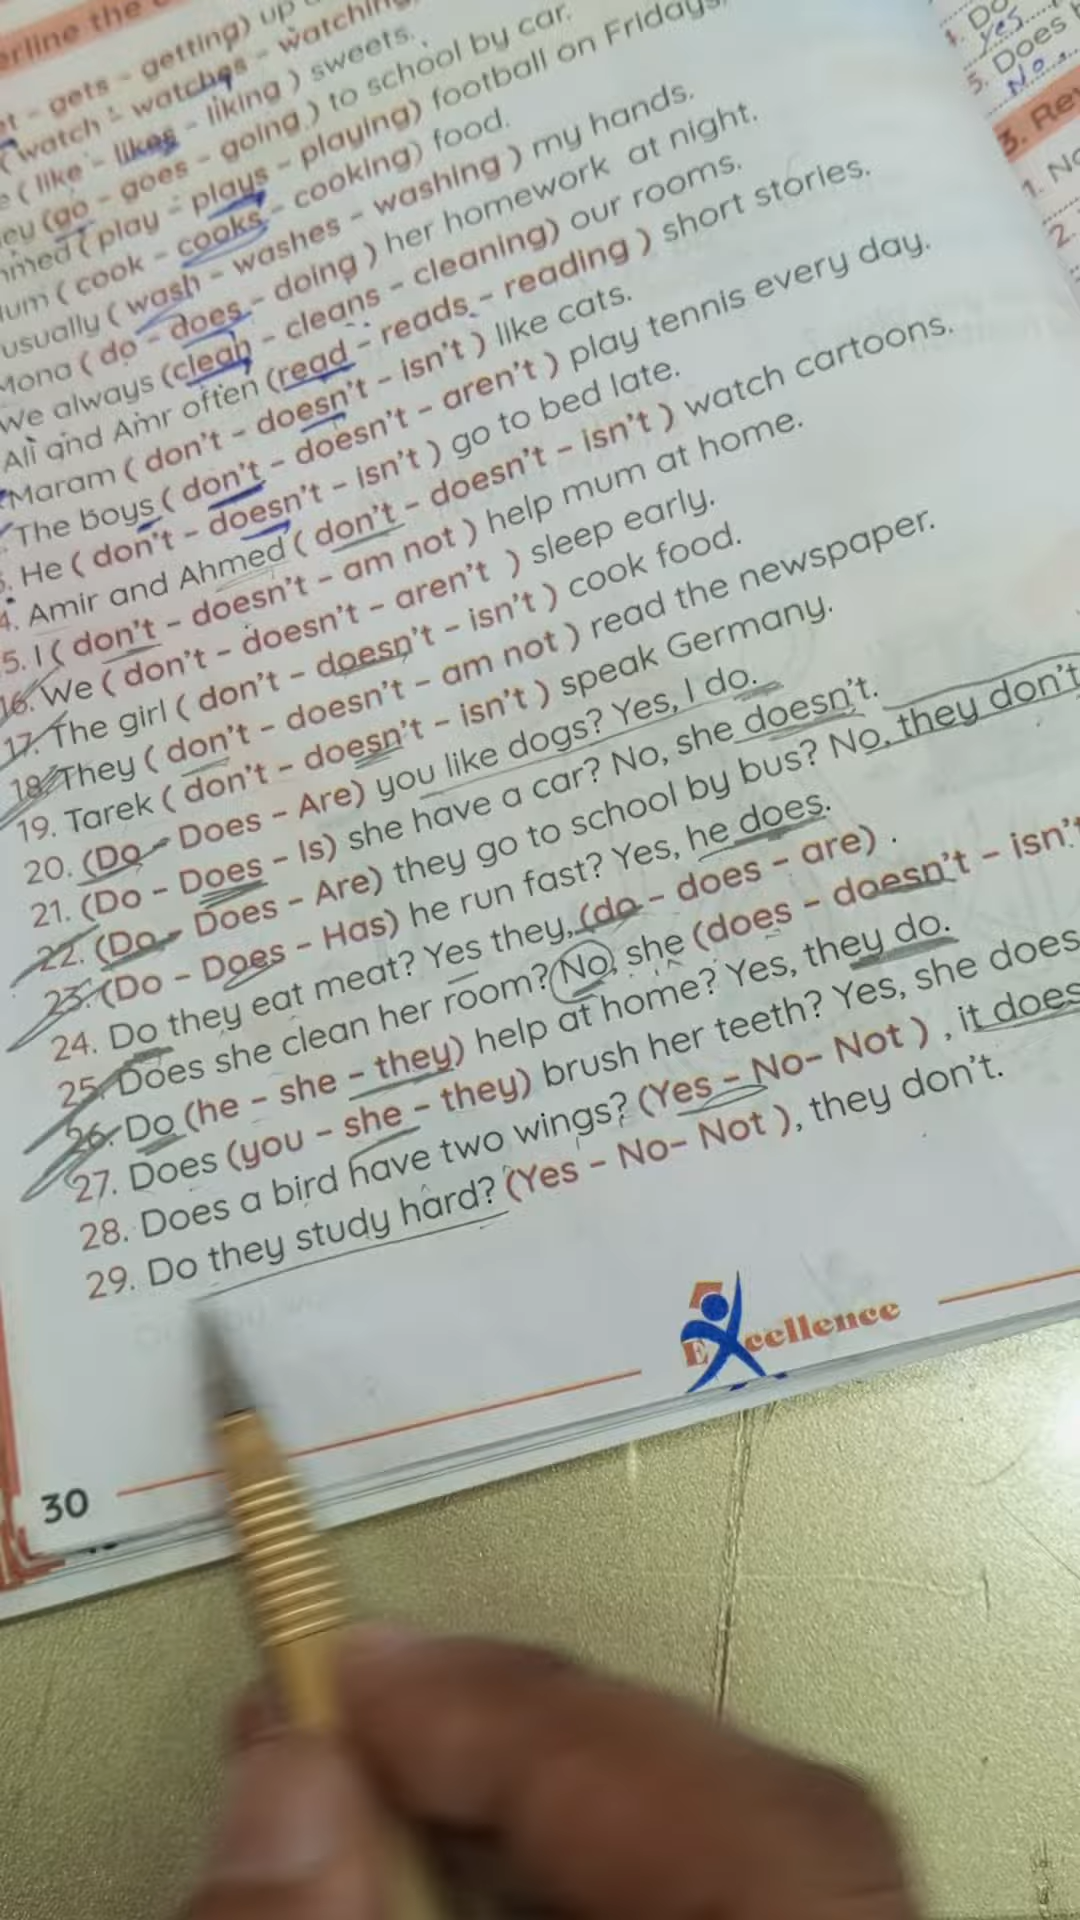 erline the
t - gets - getting) up
(watch - watches - watching
e ( like - likes - liking ) sweets.
ey (go - goes - going ) to school by car.
hmed ( play - plays - playing) football on Fridays.
um ( cook - cooks - cooking) food.
usually ( wash - washes - washing ) my hands.
Mona ( do - does - doing ) her homework at night.
We always (clean - cleans - cleaning) our rooms.
Ali and Amr often (read - reads - reading ) short stories.
Maram ( don't - doesn't - isn't ) like cats.
The boys ( don't - doesn't - aren't ) play tennis every day.
. He ( don't - doesn't - isn't ) go to bed late.
4. Amir and Ahmed ( don't - doesn't - isn't ) watch cartoons.
5. I ( don't - doesn't - am not ) help mum at home.
16. We ( don't - doesn't - aren't ) sleep early.
17. The girl ( don't - doesn't - isn't ) cook food.
18. They ( don't - doesn't - am not ) read the newspaper.
19. Tarek ( don't - doesn't - isn't ) speak Germany.
20. (Do - Does - Are) you like dogs? Yes, I do.
21. (Do - Does - Is) she have a car? No, she doesn't.
22. (Do - Does - Are) they go to school by bus? No, they don't
23. (Do - Does - Has) he run fast? Yes, he does.
24. Do they eat meat? Yes they, (do - does - are) .
25. Does she clean her room? No, she (does - doesn't - isn't
26. Do (he - she - they) help at home? Yes, they do.
27. Does (you - she - they) brush her teeth? Yes, she does
28. Does a bird have two wings? (Yes - No- Not ) , it does
29. Do they study hard? (Yes - No- Not ), they don't.
Excellence
30
4. Do
yes
5. Does
No
3. Re
1. No
2.